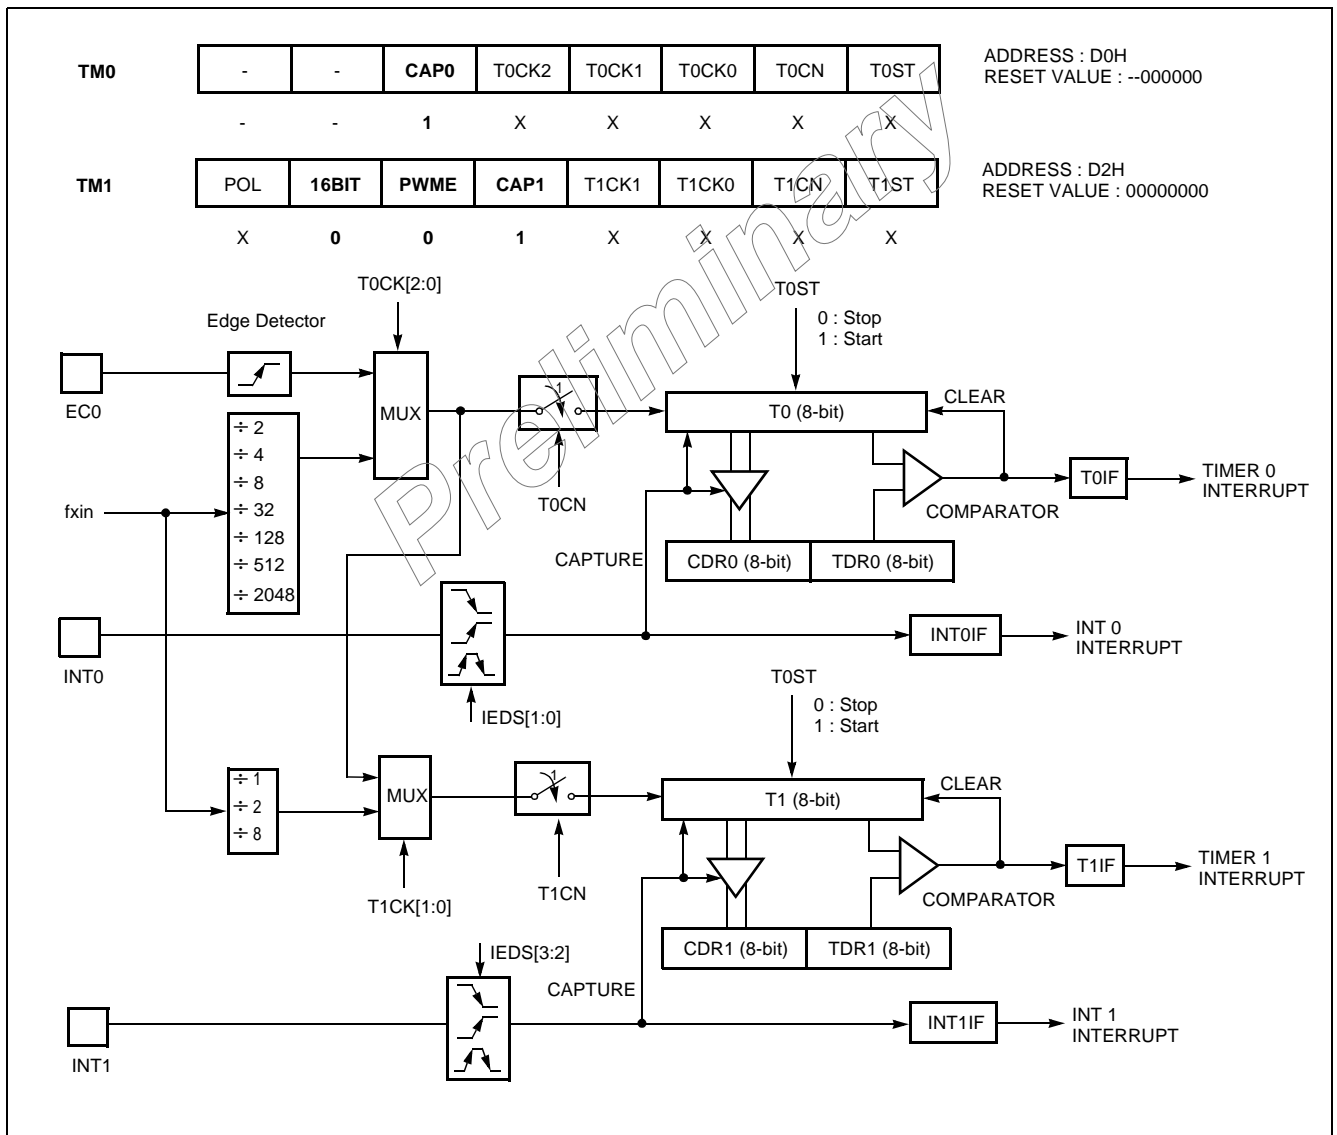 TM0 - - CAP0 T0CK2 T0CK1 T0CK0 T0CN T0ST
ADDRESS : D0H
RESET VALUE : --000000
- - 1 X X X X X
TM1 POL 16BIT PWME CAP1 T1CK1 T1CK0 T1CN T1ST
ADDRESS : D2H
RESET VALUE : 00000000
X 0 0 1 X X X X
Preliminary
T0CK[2:0]
T0ST
0 : Stop
1 : Start
Edge Detector
EC0
MUX
1
T0CN
T0 (8-bit)
CLEAR
÷ 2
÷ 4
÷ 8
÷ 32
÷ 128
÷ 512
÷ 2048
fxin
COMPARATOR
T0IF
TIMER 0
INTERRUPT
CAPTURE
CDR0 (8-bit)
TDR0 (8-bit)
INT0
IEDS[1:0]
INT0IF
INT 0
INTERRUPT
T0ST
0 : Stop
1 : Start
÷ 1
÷ 2
÷ 8
MUX
T1CK[1:0]
1
T1CN
T1 (8-bit)
CLEAR
COMPARATOR
T1IF
TIMER 1
INTERRUPT
CDR1 (8-bit)
TDR1 (8-bit)
IEDS[3:2]
CAPTURE
INT1
INT1IF
INT 1
INTERRUPT